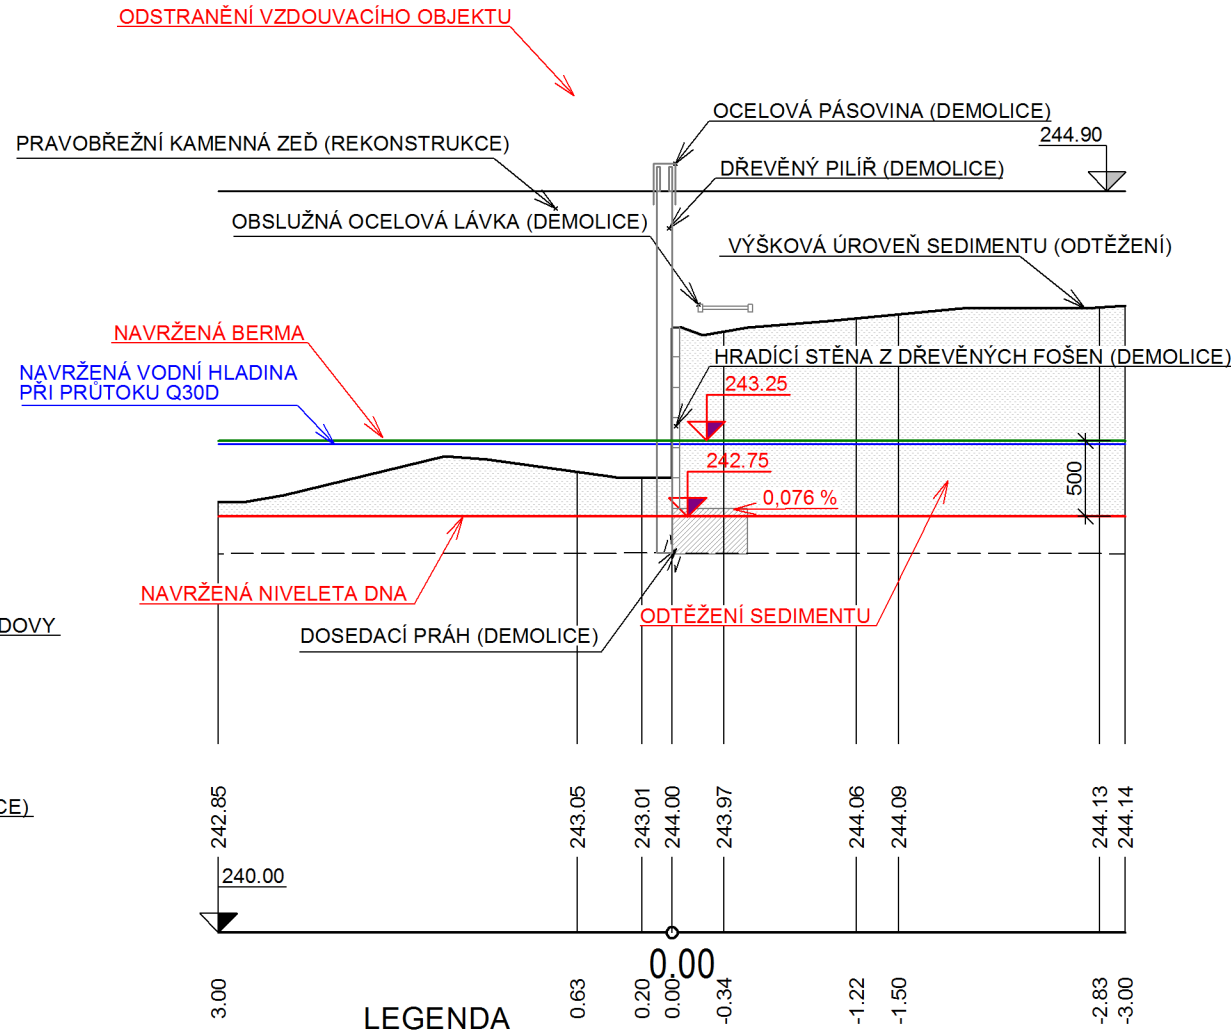 ODSTRANĚNÍ VZDOUVACÍHO OBJEKTU
OCELOVÁ PÁSOVINA (DEMOLICE)
244.90
PRAVOBŘEŽNÍ KAMENNÁ ZEĎ (REKONSTRUKCE)
DŘEVĚNÝ PILÍŘ (DEMOLICE)
OBSLUŽNÁ OCELOVÁ LÁVKA (DEMOLICE)
VÝŠKOVÁ ÚROVEŇ SEDIMENTU (ODTĚŽENÍ)
NAVRŽENÁ BERMA
HRADÍCÍ STĚNA Z DŘEVĚNÝCH FOŠEN (DEMOLICE)
NAVRŽENÁ VODNÍ HLADINA
PŘI PRŮTOKU Q30D
243.25
242.75
500
0,076 %
NAVRŽENÁ NIVELETA DNA
ODTĚŽENÍ SEDIMENTU
DOVY
DOSEDACÍ PRÁH (DEMOLICE)
CE)
242.85
243.05
243.01
244.00
243.97
244.06
244.09
244.13
244.14
240.00
0.00
3.00
0.63
0.20
0.00
-0.34
-1.22
-1.50
-2.83
-3.00
LEGENDA